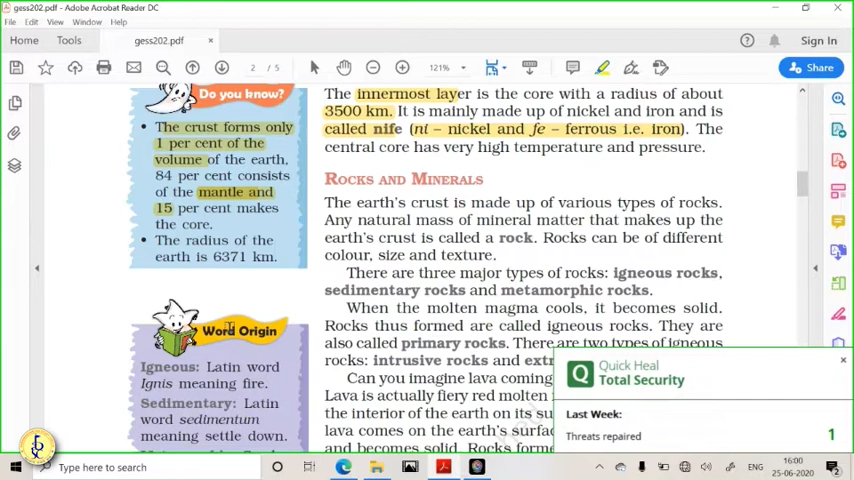 gess202.pdf - Adobe Acrobat Reader DC
File Edit View Window Help
Home Tools gess202.pdf × Sign In
2 / 5 121% Share
Do you know?
• The crust forms only
1 per cent of the
volume of the earth,
84 per cent consists
of the mantle and
15 per cent makes
the core.
• The radius of the
earth is 6371 km.
Word Origin
Igneous: Latin word
Ignis meaning fire.
Sedimentary: Latin
word sedimentum
meaning settle down.
The innermost layer is the core with a radius of about
3500 km. It is mainly made up of nickel and iron and is
called nife (ni – nickel and fe – ferrous i.e. iron). The
central core has very high temperature and pressure.
ROCKS AND MINERALS
The earth's crust is made up of various types of rocks.
Any natural mass of mineral matter that makes up the
earth's crust is called a rock. Rocks can be of different
colour, size and texture.
There are three major types of rocks: igneous rocks,
sedimentary rocks and metamorphic rocks.
When the molten magma cools, it becomes solid.
Rocks thus formed are called igneous rocks. They are
also called primary rocks. There are two types of igneous
rocks: intrusive rocks and ext
Can you imagine lava coming
Lava is actually fiery red molten
the interior of the earth on its su
lava comes on the earth's surf
and becomes solid. Rocks form
Quick Heal
Total Security
Last Week:
Threats repaired 1
Type here to search
ENG
16:00
25-06-2020